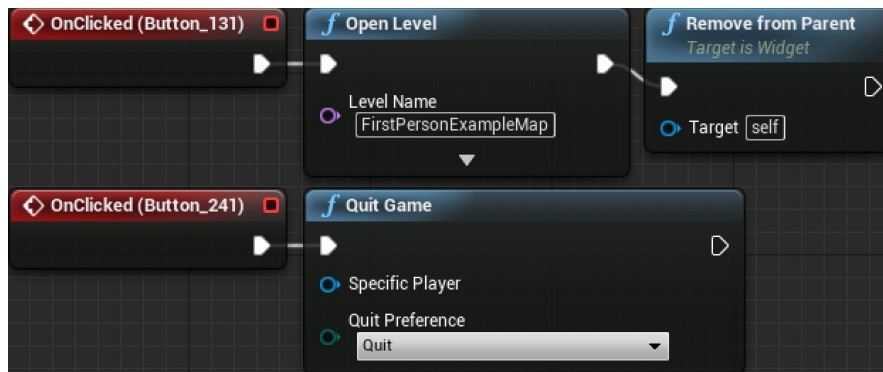 OnClicked (Button_131)
f Open Level
Level Name
FirstPersonExampleMap
f Remove from Parent
Target is Widget
Target self
OnClicked (Button_241)
f Quit Game
Specific Player
Quit Preference
Quit